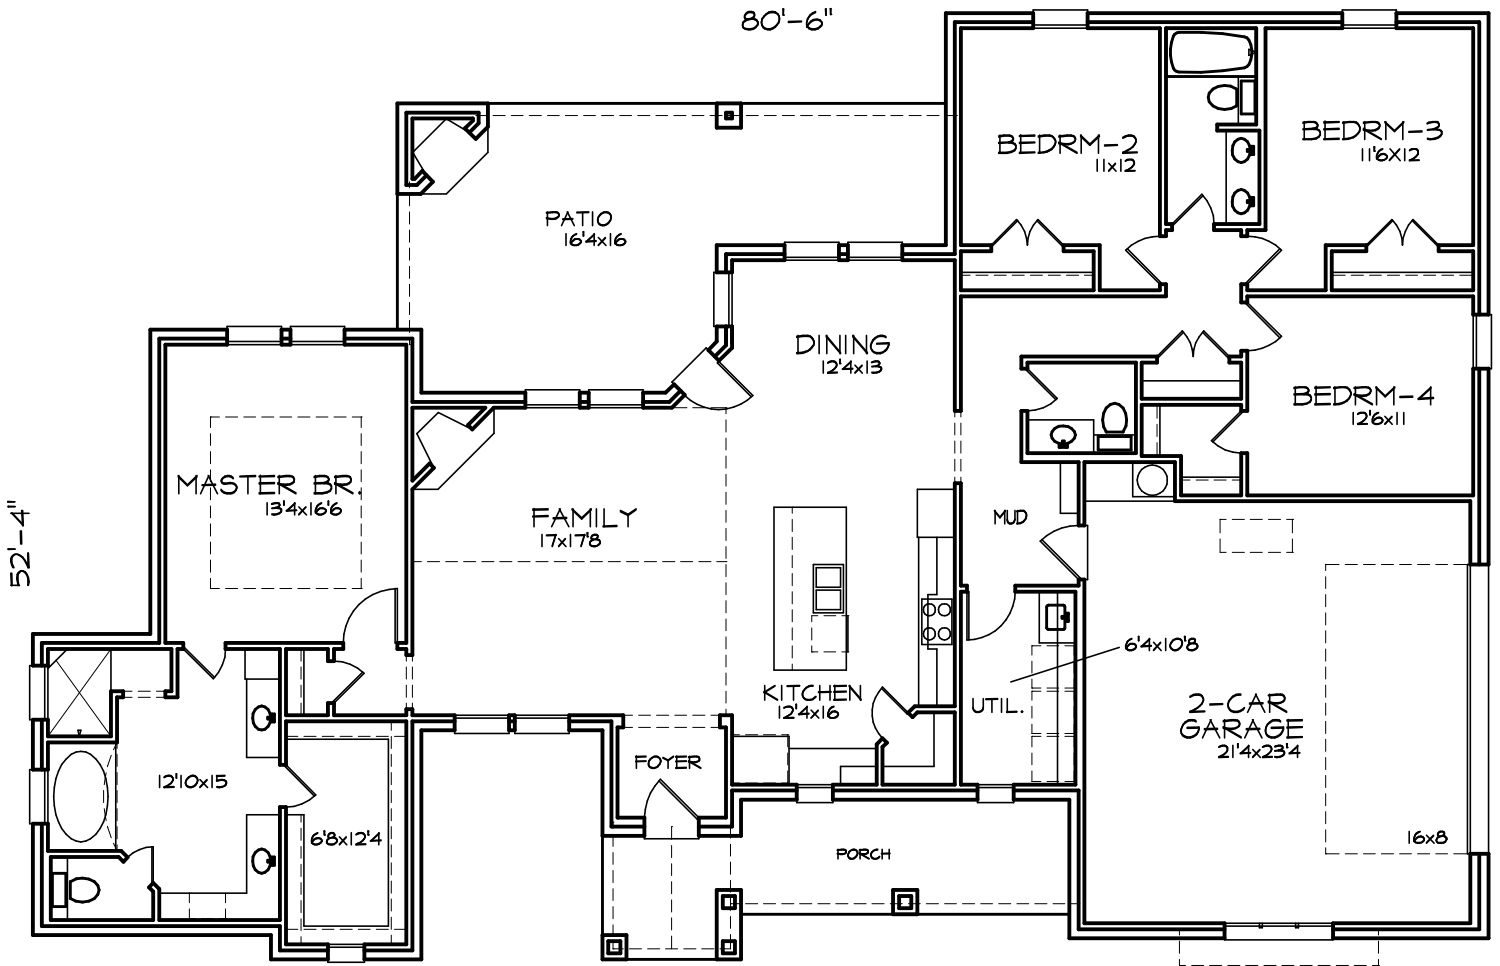 80'-6"
BEDRM-2
11x12
BEDRM-3
11'6X12
PATIO
16'4x16
DINING
12'4x13
BEDRM-4
12'6x11
MASTER BR.
13'4x16'6
52'-4"
FAMILY
17x17'8
MUD
6'4x10'8
KITCHEN
12'4x16
UTIL.
2-CAR
GARAGE
21'4x23'4
FOYER
12'10x15
6'8x12'4
PORCH
16x8